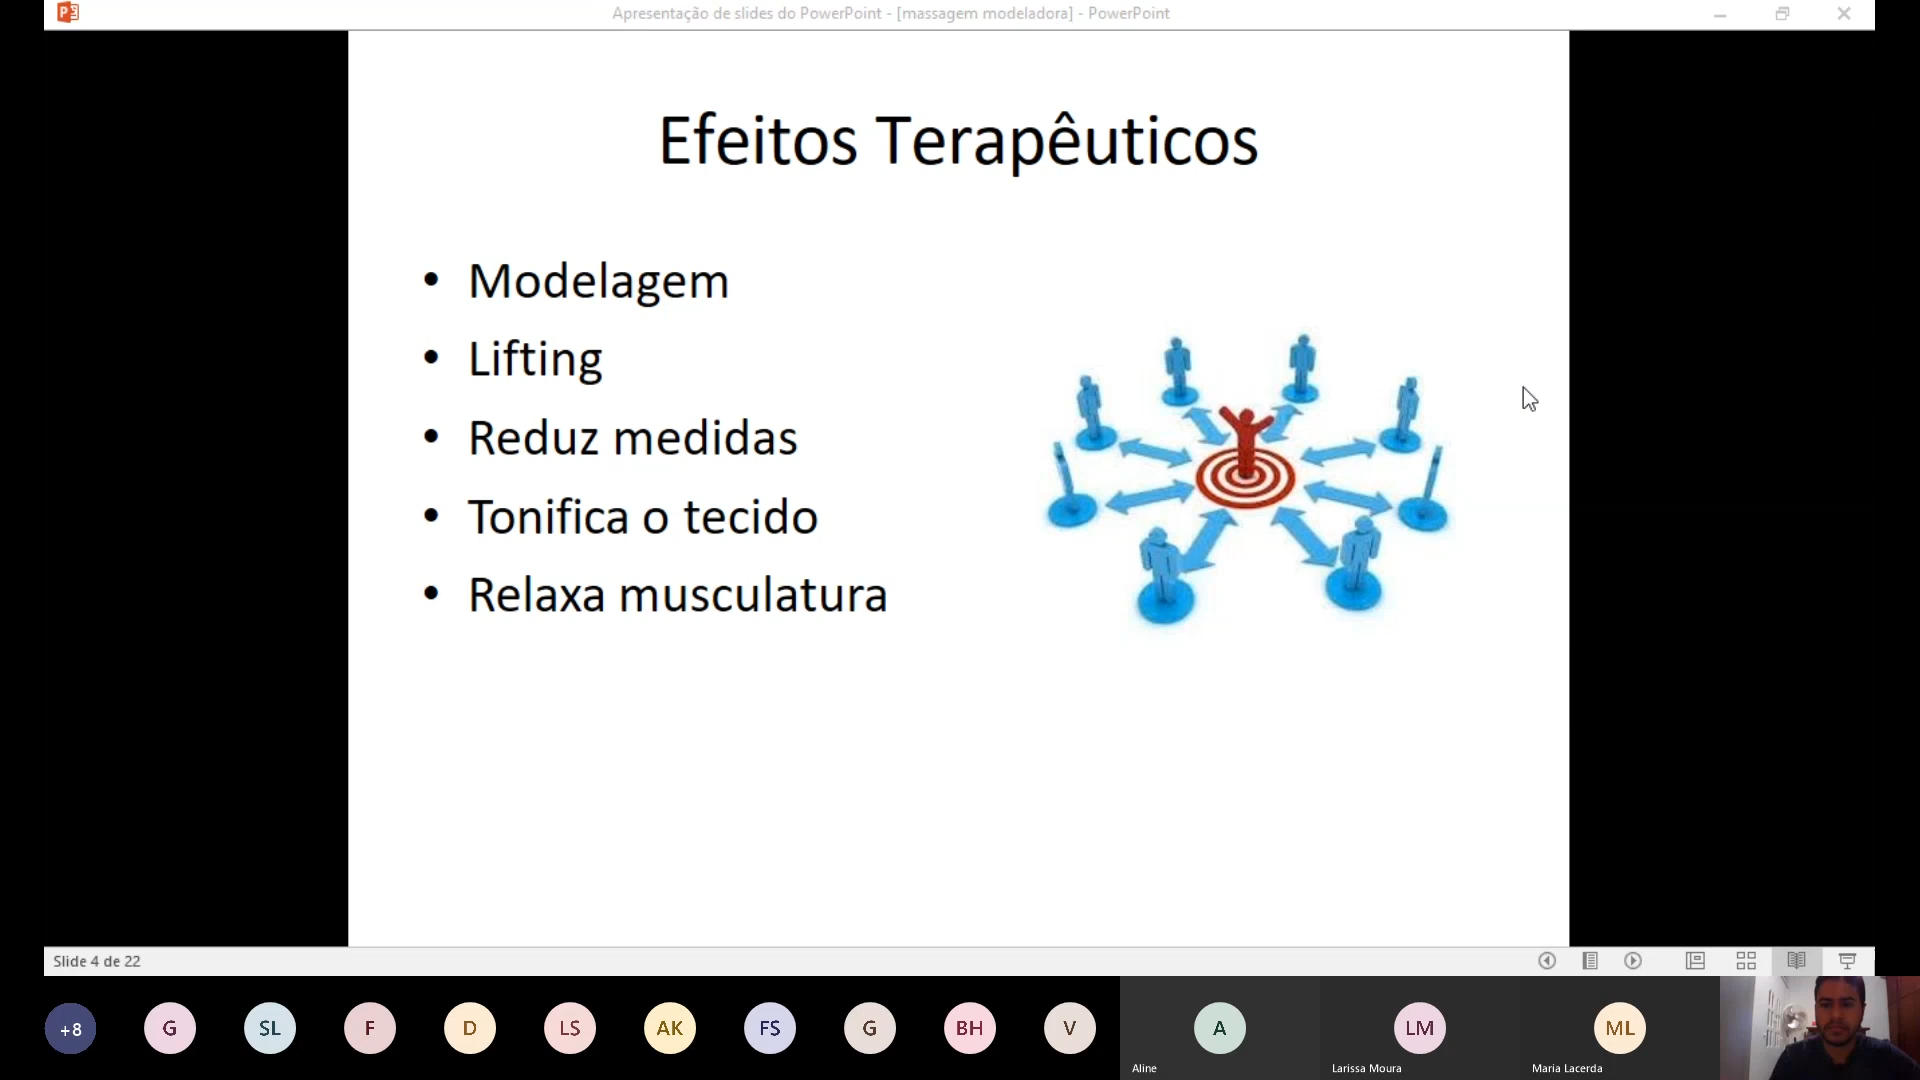 Apresentação de slides do PowerPoint - [massagem modeladora] - PowerPoint
Efeitos Terapêuticos
• Modelagem
• Lifting
• Reduz medidas
• Tonifica o tecido
• Relaxa musculatura
Slide 4 de 22
+8 G SL F D LS AK FS G BH V A LM ML
Aline Larissa Moura Maria Lacerda